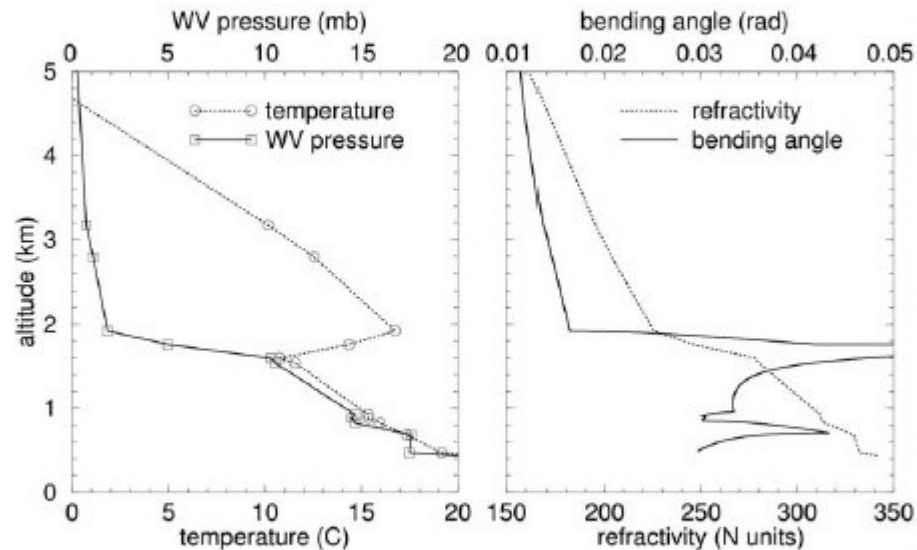 WV pressure (mb)
0 5 10 15 20
bending angle (rad)
0.01 0.02 0.03 0.04 0.05
5
4
3
2
1
0
altitude (km)
temperature
WV pressure
refractivity
bending angle
0 5 10 15 20
temperature (C)
150 200 250 300 350
refractivity (N units)